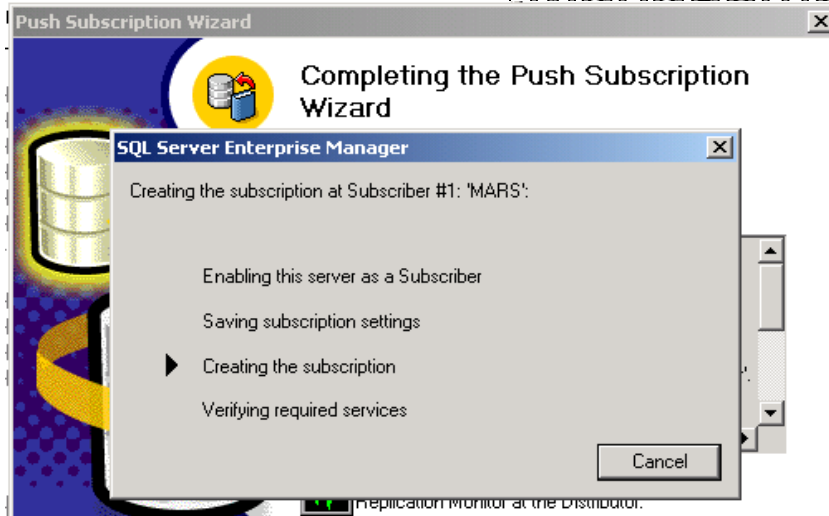 Push Subscription Wizard
Completing the Push Subscription
Wizard
SQL Server Enterprise Manager
Creating the subscription at Subscriber #1: 'MARS':
Enabling this server as a Subscriber
Saving subscription settings
Creating the subscription
Verifying required services
Cancel
Replication Monitor at the Distributor.